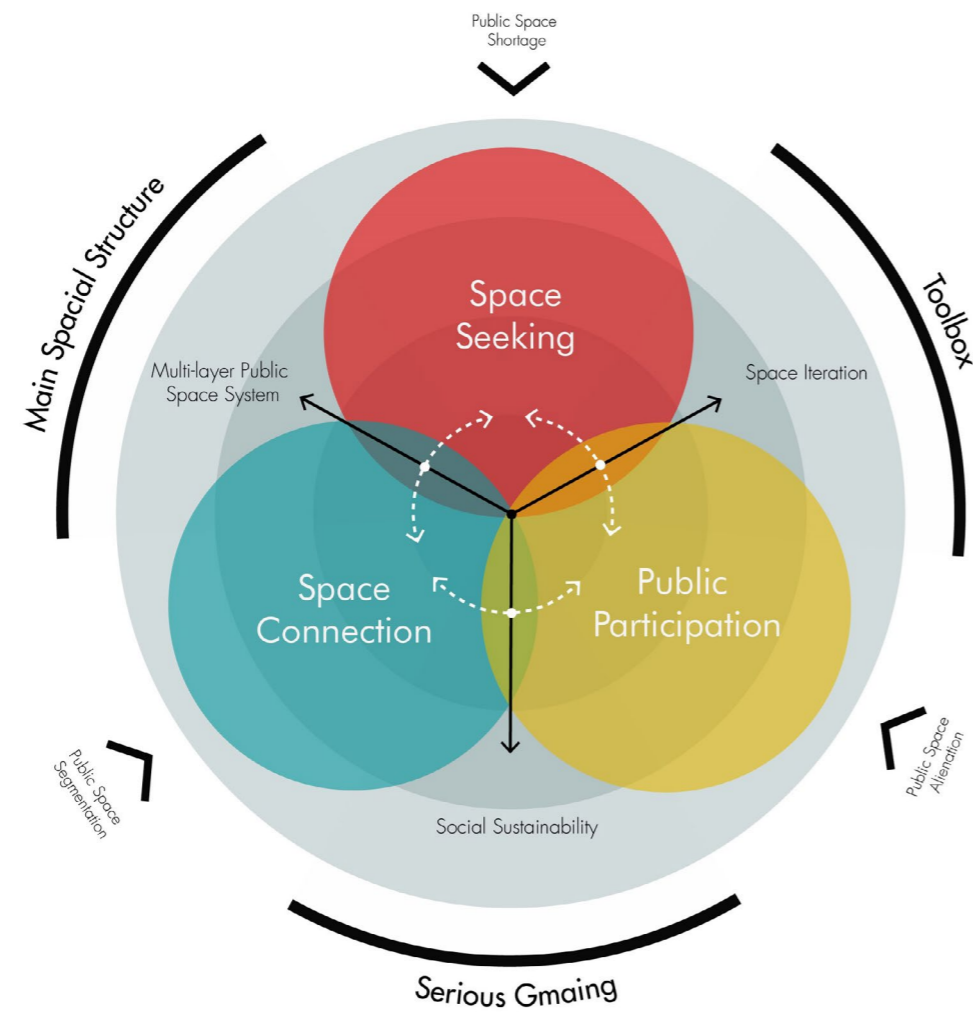 Public Space
Shortage
Main Spacial Structure
Toolbox
Space
Seeking
Multi-layer Public
Space System
Space Iteration
Space
Connection
Public
Participation
Public Space
Segmentation
Public Space
Alienation
Social Sustainability
Serious Gmaing